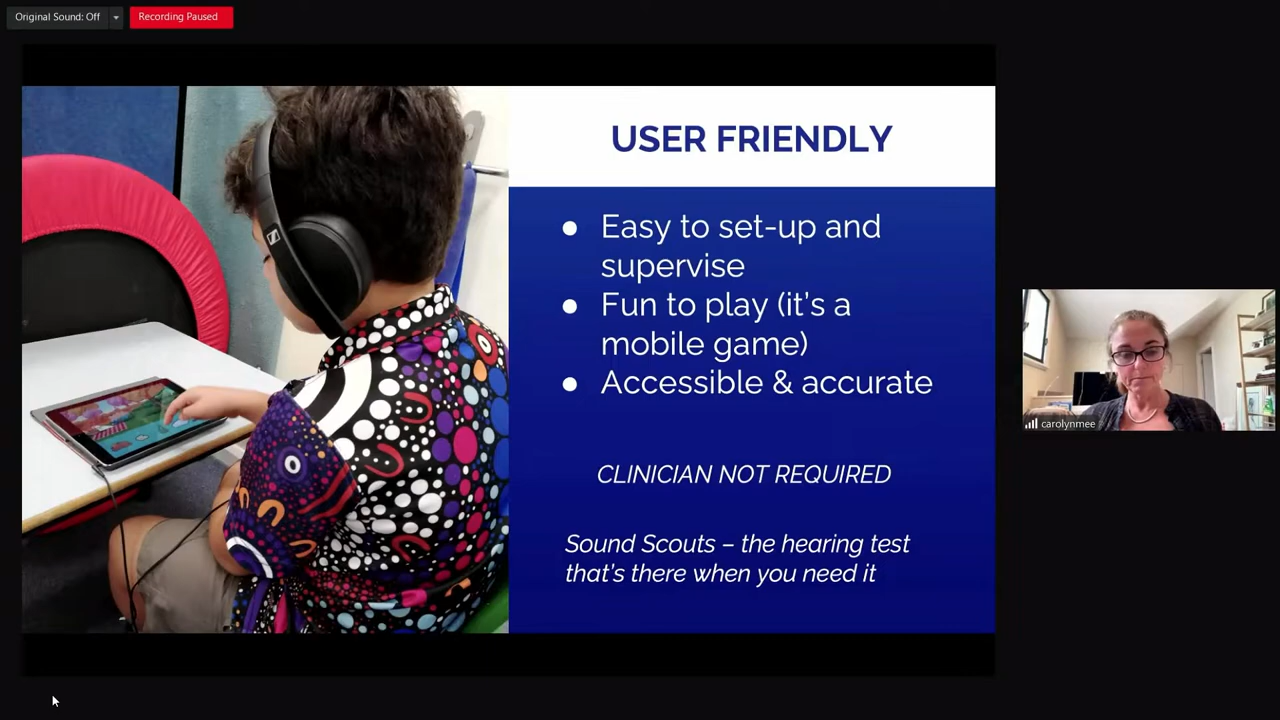 Original Sound: Off
Recording Paused
USER FRIENDLY
● Easy to set-up and
supervise
● Fun to play (it's a
mobile game)
● Accessible & accurate
CLINICIAN NOT REQUIRED
Sound Scouts – the hearing test
that's there when you need it
carolynmee